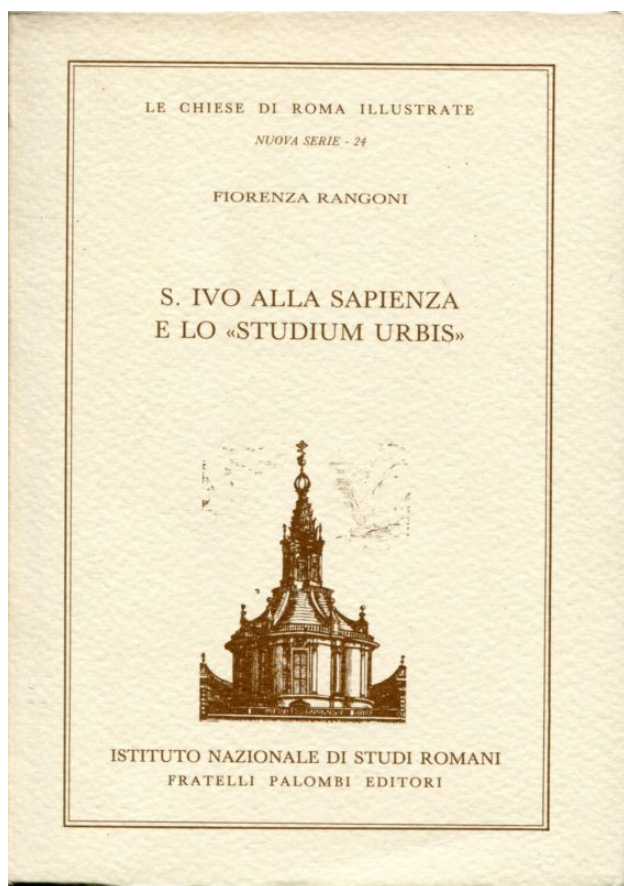 LE CHIESE DI ROMA ILLUSTRATE
NUOVA SERIE - 24
FIORENZA RANGONI
S. IVO ALLA SAPIENZA
E LO «STUDIUM URBIS»
ISTITUTO NAZIONALE DI STUDI ROMANI
FRATELLI PALOMBI EDITORI